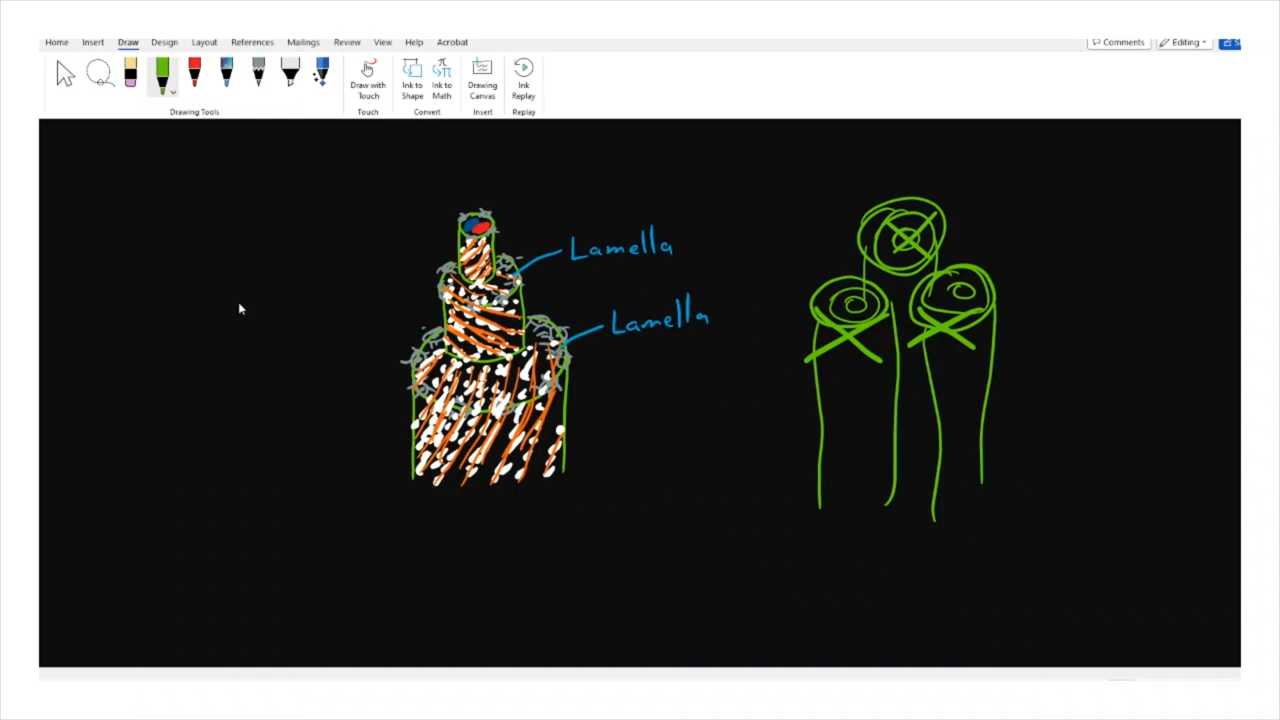 Home Insert Draw Design Layout References Mailings Review View Help Acrobat
Comments Editing
Draw with Touch
Ink to Shape
Ink to Math
Drawing Canvas
Ink Replay
Drawing Tools Touch Convert Insert Replay
Lamella
Lamella